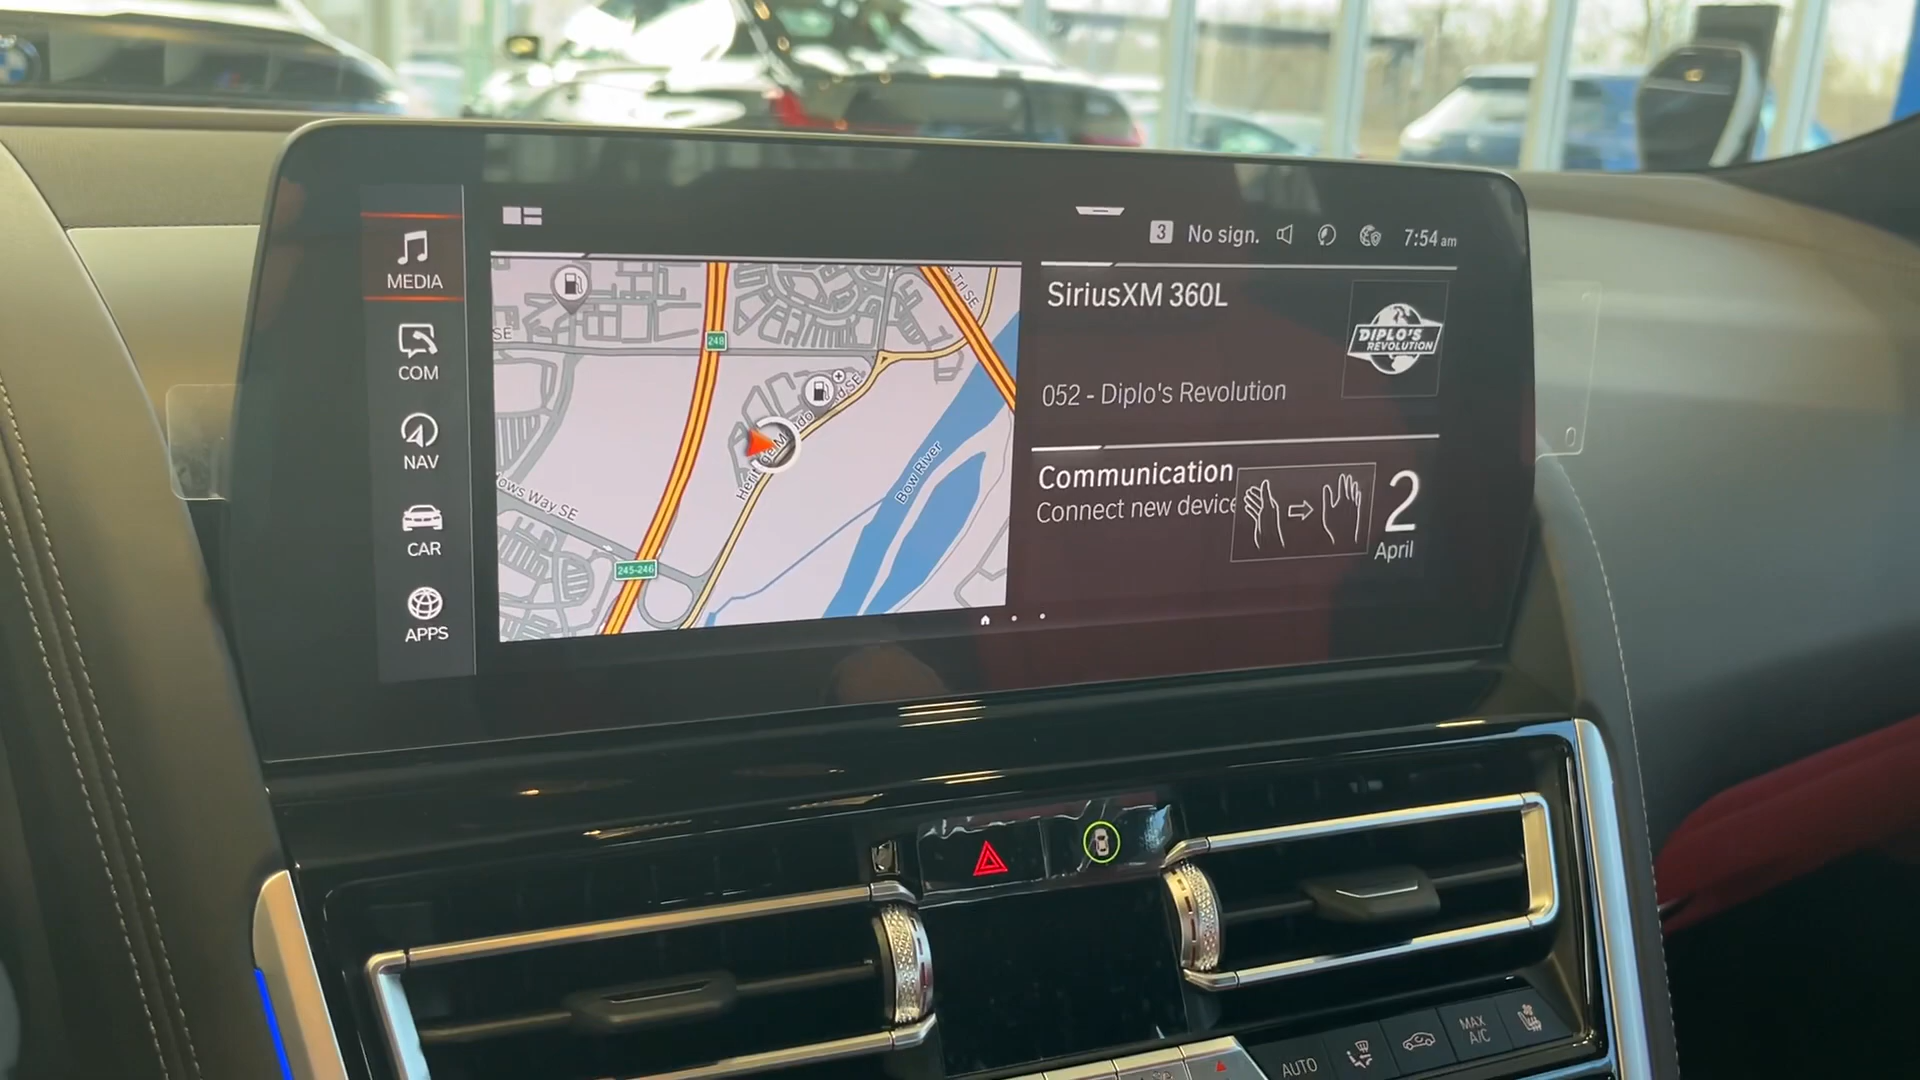 MEDIA
COM
NAV
CAR
APPS
3 No sign. 7:54 am
SE
248
245-246
Bow River
ows Way SE
SiriusXM 360L
DIPLO'S
REVOLUTION
052 - Diplo's Revolution
Communication
Connect new device
2
April
AUTO
MAX
A/C